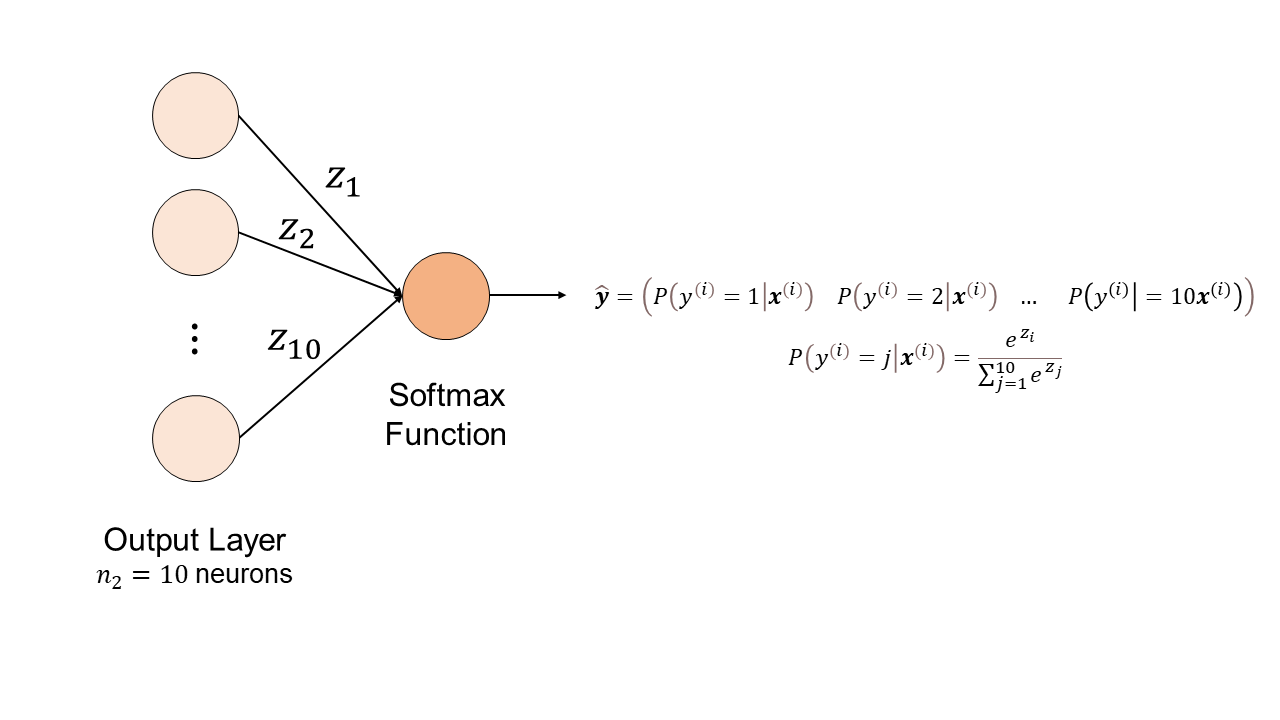 z₁
z₂
⋮
z₁₀
Softmax
Function
Output Layer
n₂ = 10 neurons
ŷ = (P(y⁽ⁱ⁾ = 1|x⁽ⁱ⁾) P(y⁽ⁱ⁾ = 2|x⁽ⁱ⁾) … P(y⁽ⁱ⁾| = 10x⁽ⁱ⁾))
P(y⁽ⁱ⁾ = j|x⁽ⁱ⁾) = e^{z_i} / ∑_{j=1}^{10} e^{z_j}